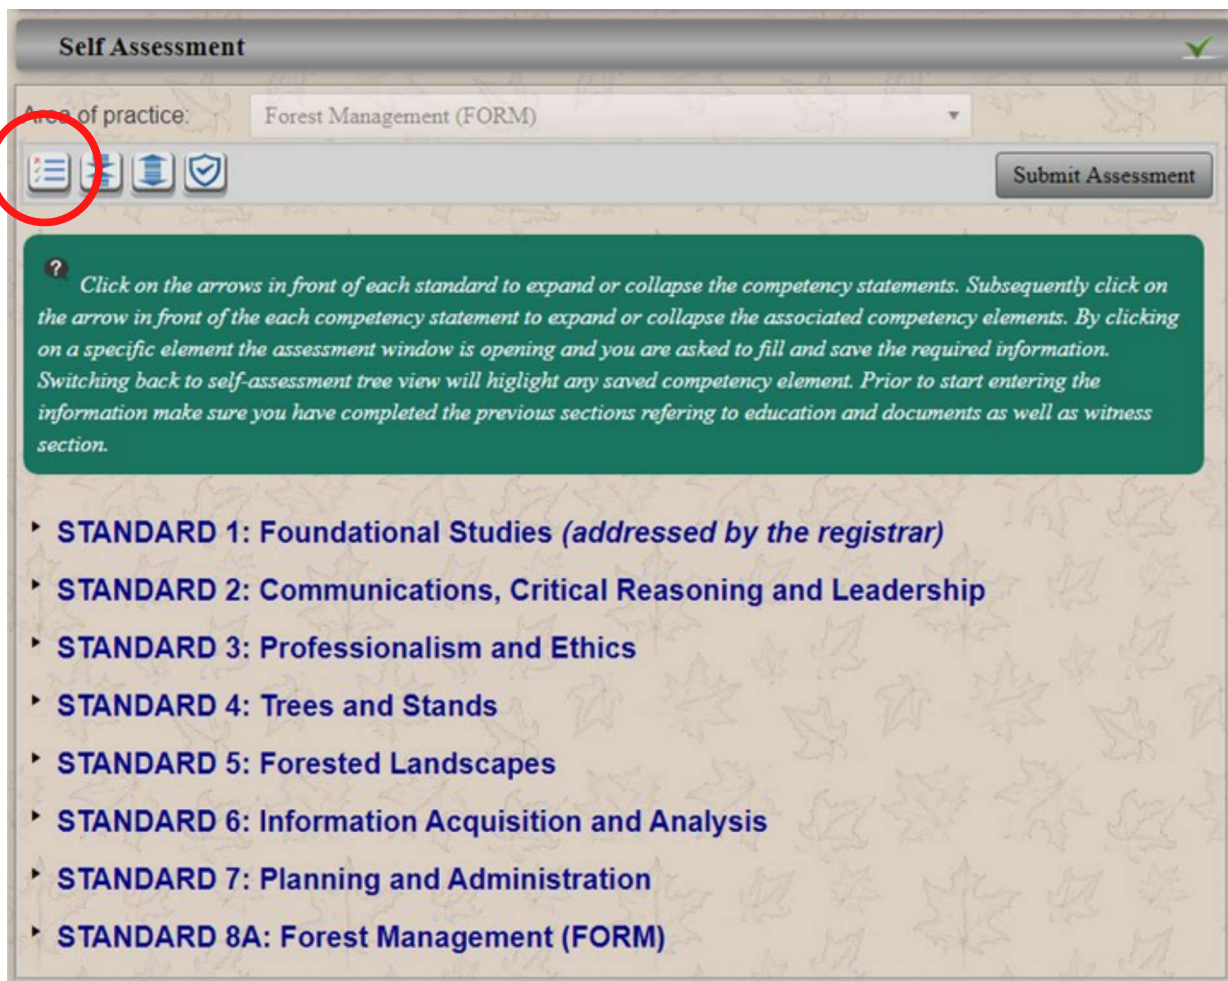 Self Assessment
Area of practice:
Forest Management (FORM)
Submit Assessment
? Click on the arrows in front of each standard to expand or collapse the competency statements. Subsequently click on
the arrow in front of the each competency statement to expand or collapse the associated competency elements. By clicking
on a specific element the assessment window is opening and you are asked to fill and save the required information.
Switching back to self-assessment tree view will higlight any saved competency element. Prior to start entering the
information make sure you have completed the previous sections refering to education and documents as well as witness
section.
STANDARD 1: Foundational Studies (addressed by the registrar)
STANDARD 2: Communications, Critical Reasoning and Leadership
STANDARD 3: Professionalism and Ethics
STANDARD 4: Trees and Stands
STANDARD 5: Forested Landscapes
STANDARD 6: Information Acquisition and Analysis
STANDARD 7: Planning and Administration
STANDARD 8A: Forest Management (FORM)